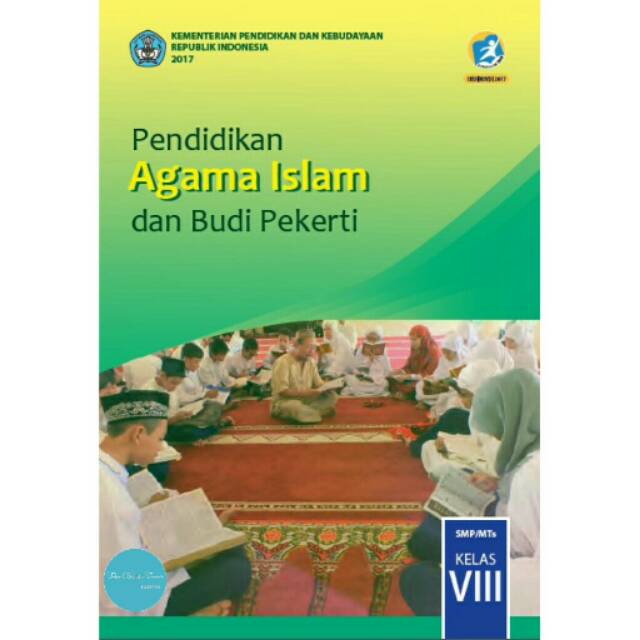 KEMENTERIAN PENDIDIKAN DAN KEBUDAYAAN
REPUBLIK INDONESIA
2017
Pendidikan
Agama Islam
dan Budi Pekerti
SMP/MTs
KELAS
VIII